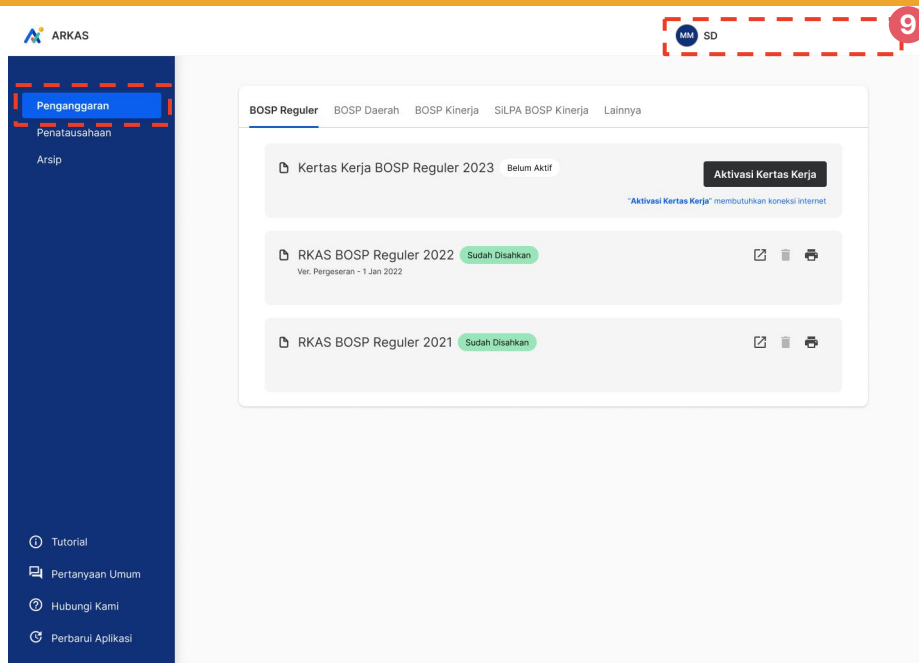 ARKAS
MM SD
9
Penganggaran
Penatausahaan
Arsip
BOSP Reguler BOSP Daerah BOSP Kinerja SiLPA BOSP Kinerja Lainnya
Kertas Kerja BOSP Reguler 2023 Belum Aktif
Aktivasi Kertas Kerja
"Aktivasi Kertas Kerja" membutuhkan koneksi internet
RKAS BOSP Reguler 2022 Sudah Disahkan
Ver. Pergeseran - 1 Jan 2022
RKAS BOSP Reguler 2021 Sudah Disahkan
Tutorial
Pertanyaan Umum
Hubungi Kami
Perbarui Aplikasi